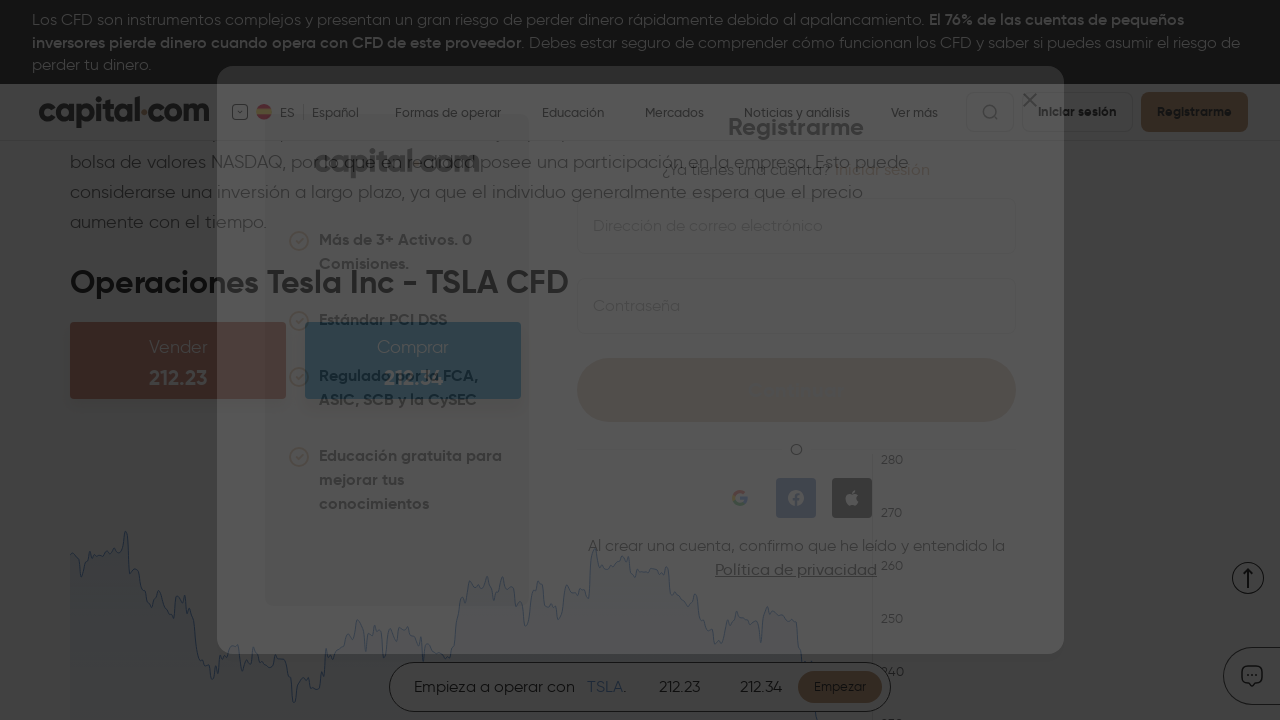 Los CFD son instrumentos complejos y presentan un gran riesgo de perder dinero rápidamente debido al apalancamiento. El 76% de las cuentas de pequeños
inversores pierde dinero cuando opera con CFD de este proveedor. Debes estar seguro de comprender cómo funcionan los CFD y saber si puedes asumir el riesgo de
perder tu dinero.
capital.com
ES Español
Formas de operar
Educación
Mercados
Noticias y análisis
Ver más
Iniciar sesión
Registrarme
bolsa de valores NASDAQ, por lo que en realidad posee una participación en la empresa. Esto puede
considerarse una inversión a largo plazo, ya que el individuo generalmente espera que el precio
aumente con el tiempo.
Operaciones Tesla Inc - TSLA CFD
Vender
212.23
Comprar
212.34
capital.com
Más de 3+ Activos. 0
Comisiones.
Estándar PCI DSS
Regulado por la FCA,
ASIC, SCB y la CySEC
Educación gratuita para
mejorar tus
conocimientos
Registrarme
¿Ya tienes una cuenta? Iniciar sesión
Dirección de correo electrónico
Contraseña
O
Al crear una cuenta, confirmo que he leído y entendido la
Política de privacidad
280
270
260
250
240
Empieza a operar con TSLA. 212.23 212.34 Empezar